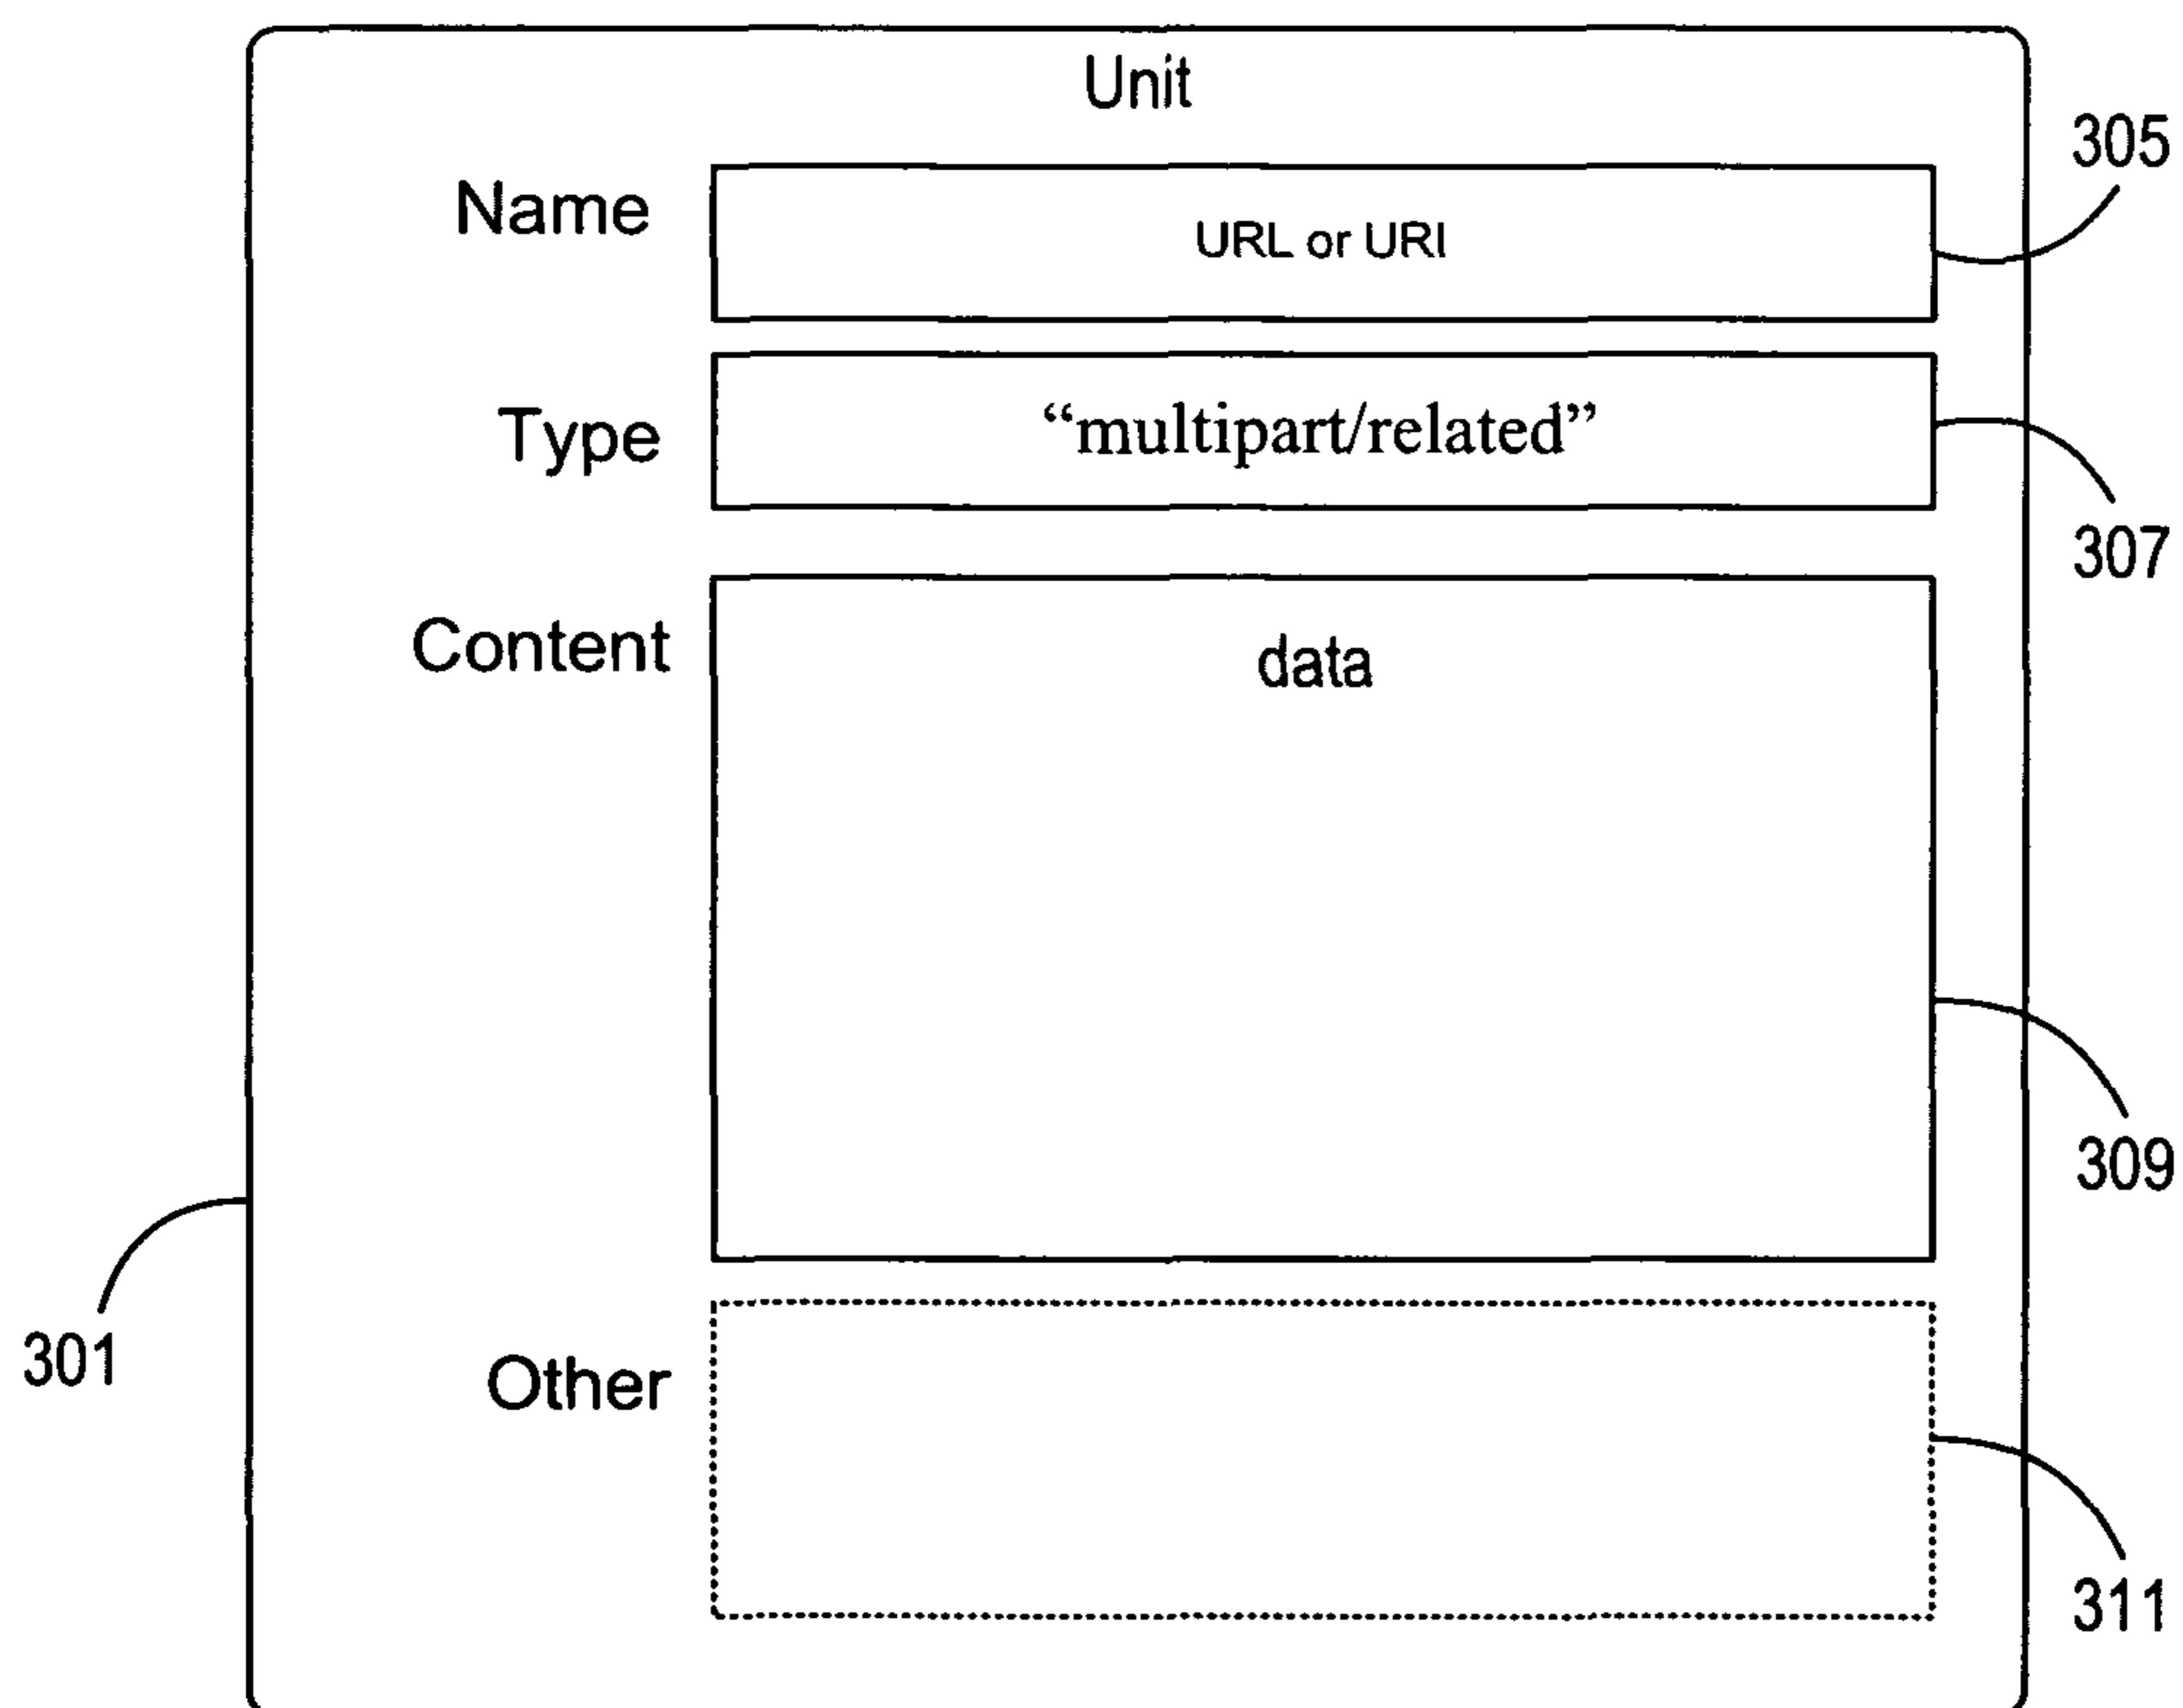 Unit
305
Name
URL or URI
Type
“multipart/related”
307
Content
data
309
301
Other
311